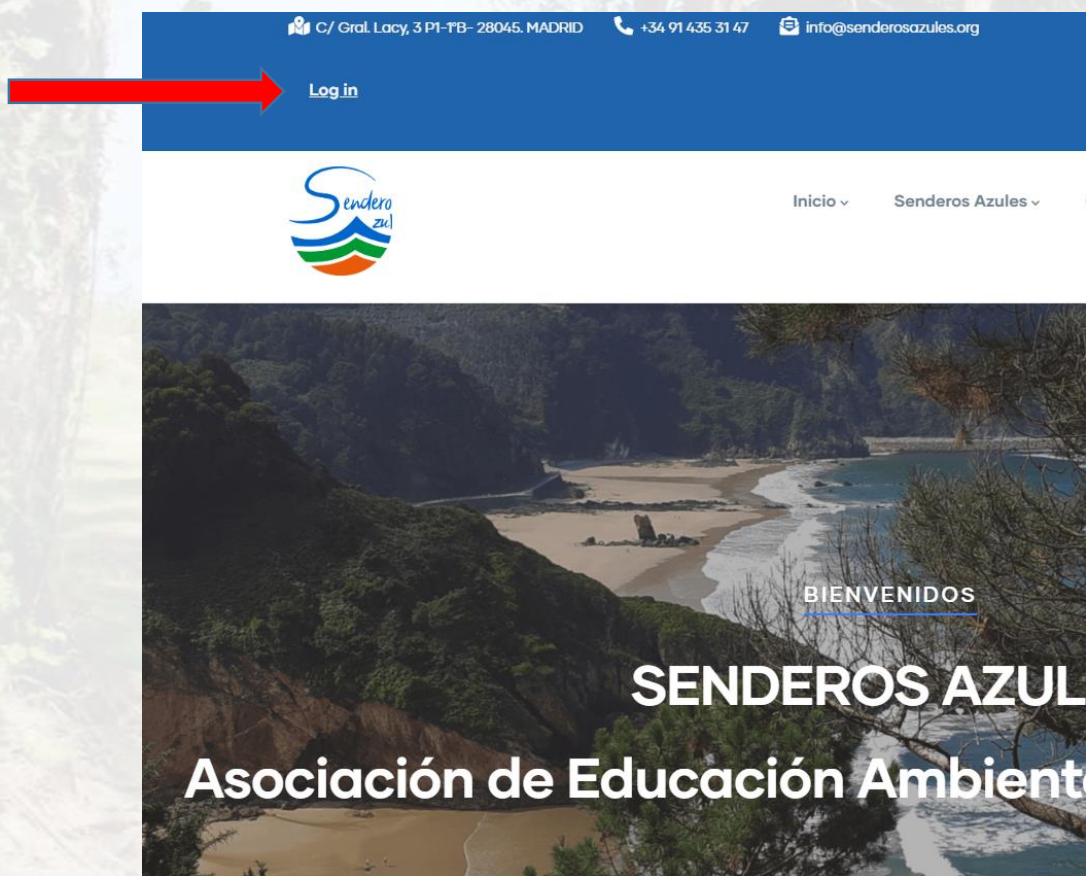 C/ Gral. Lacy, 3 P1-1ºB- 28045. MADRID +34 91 435 31 47 info@senderosazules.org
Log in
Sendero
zul
Inicio Senderos Azules
BIENVENIDOS
SENDEROS AZUL
Asociación de Educación Ambient